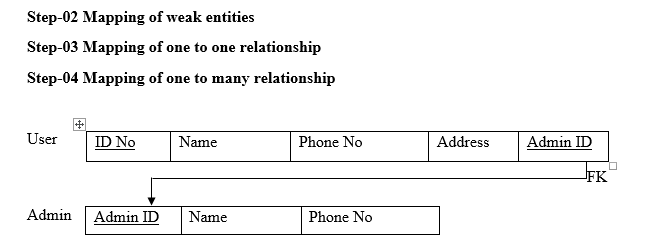 Step-02 Mapping of weak entities
Step-03 Mapping of one to one relationship
Step-04 Mapping of one to many relationship
User ID No Name Phone No Address Admin ID
FK
Admin Admin ID Name Phone No